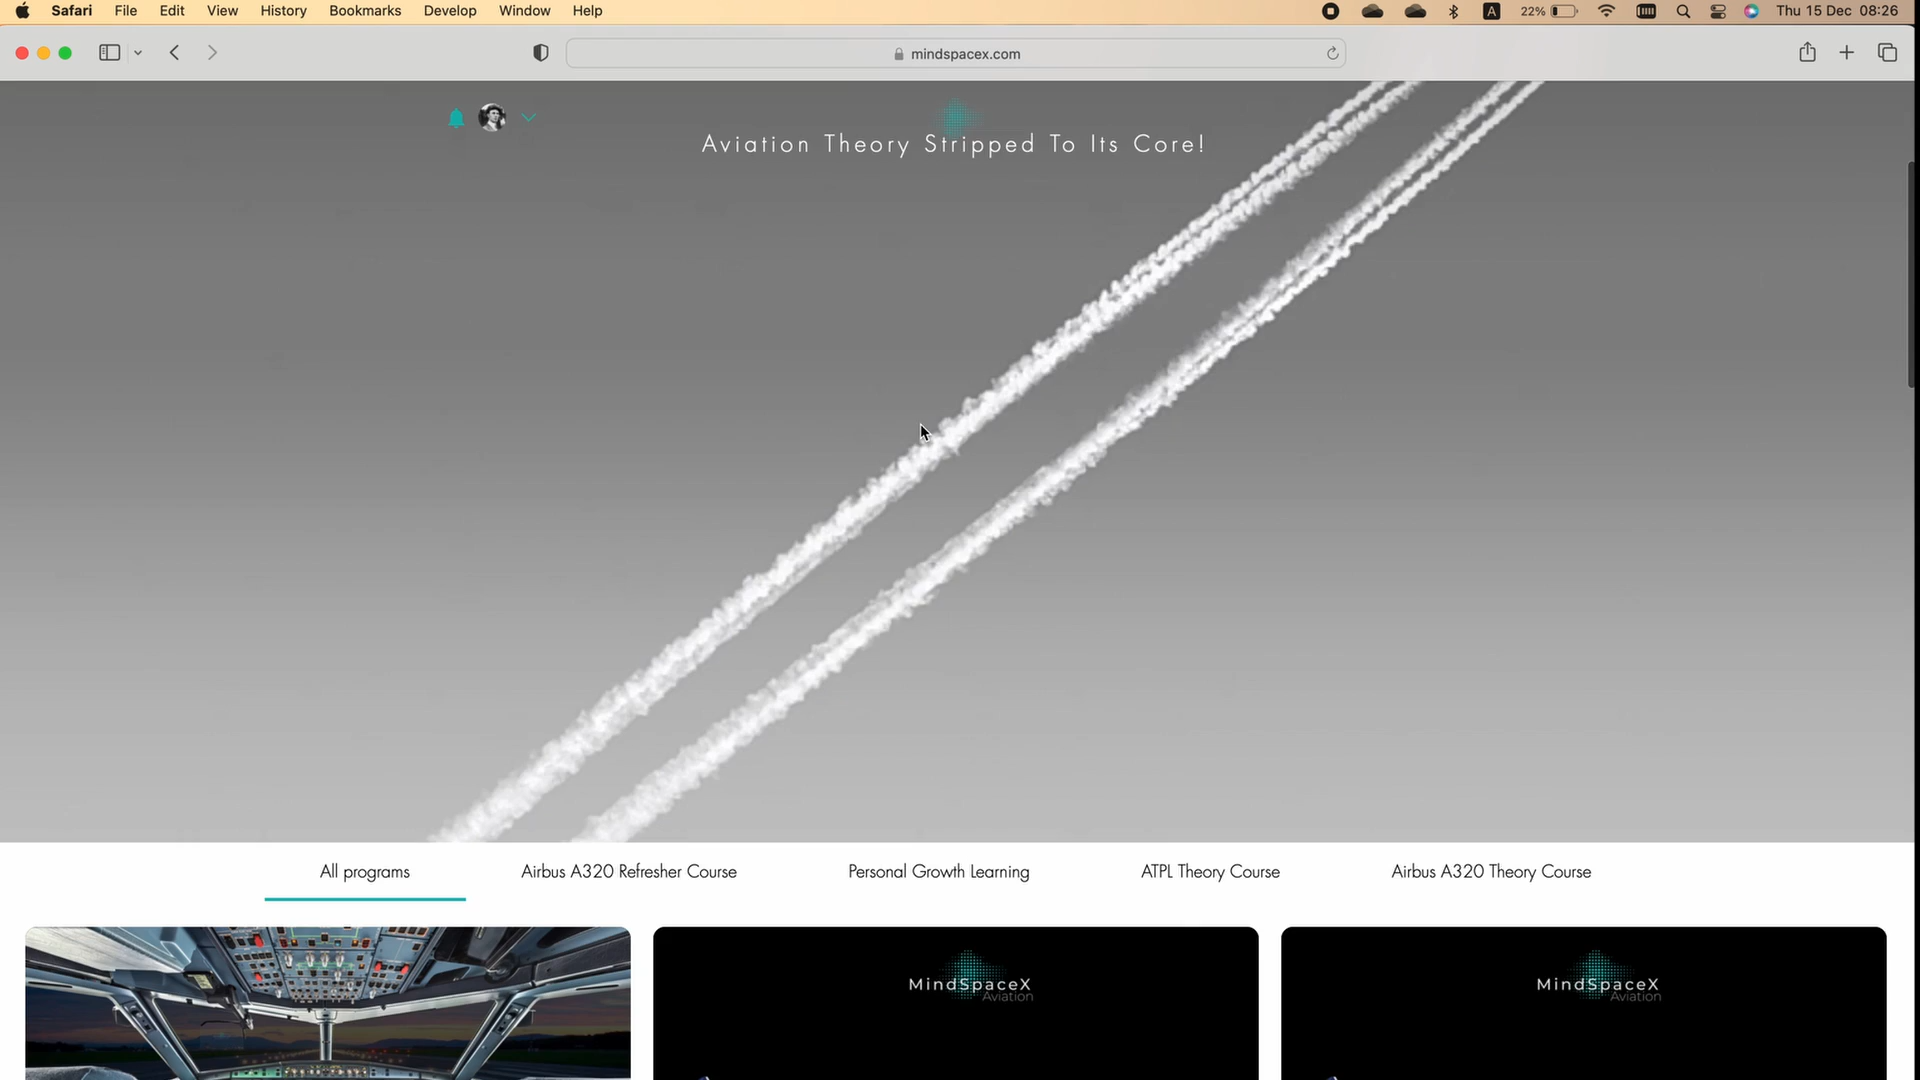 Safari File Edit View History Bookmarks Develop Window Help A 22% Thu 15 Dec 08:26
mindspacex.com
Aviation Theory Stripped To Its Core!
All programs Airbus A320 Refresher Course Personal Growth Learning ATPL Theory Course Airbus A320 Theory Course
MindSpaceX
Aviation
MindSpaceX
Aviation